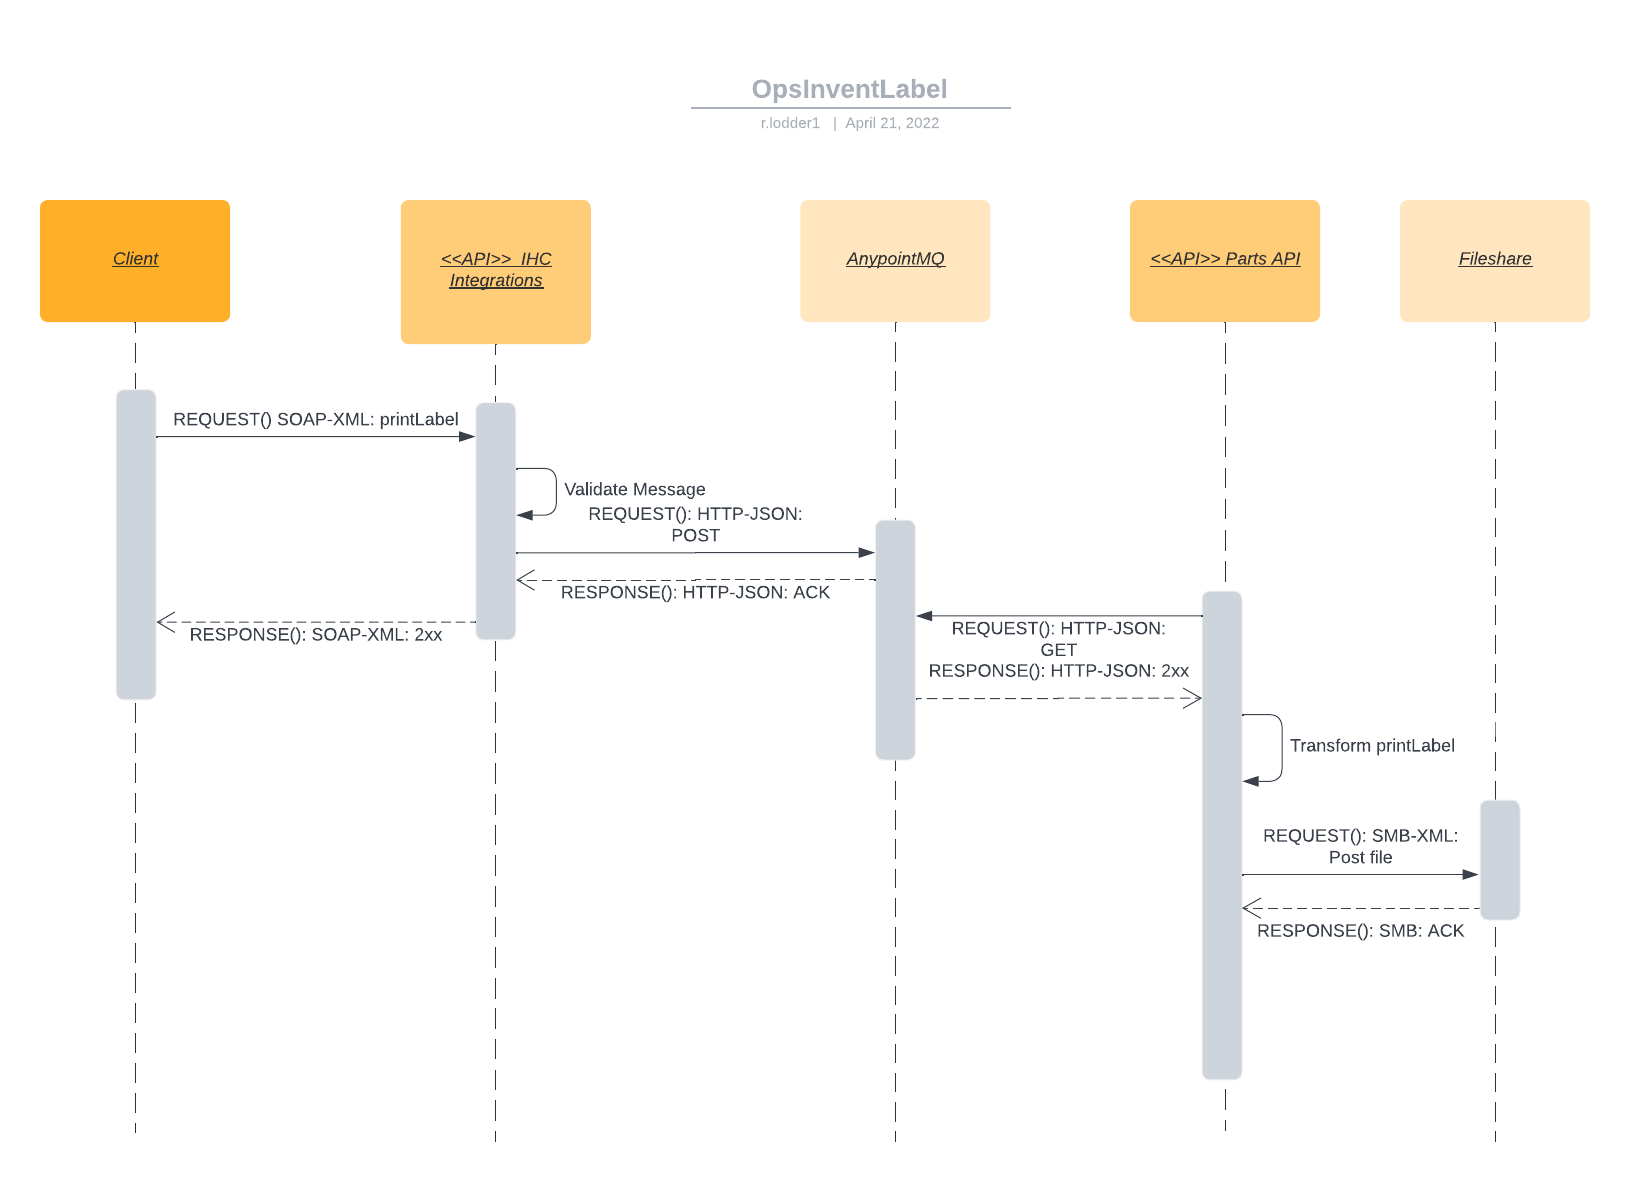 OpsInventLabel
r.lodder1 | April 21, 2022
Client
<<API>> IHC
Integrations
AnypointMQ
<<API>> Parts API
Fileshare
REQUEST() SOAP-XML: printLabel
Validate Message
REQUEST(): HTTP-JSON:
POST
RESPONSE(): HTTP-JSON: ACK
RESPONSE(): SOAP-XML: 2xx
REQUEST(): HTTP-JSON:
GET
RESPONSE(): HTTP-JSON: 2xx
Transform printLabel
REQUEST(): SMB-XML:
Post file
RESPONSE(): SMB: ACK